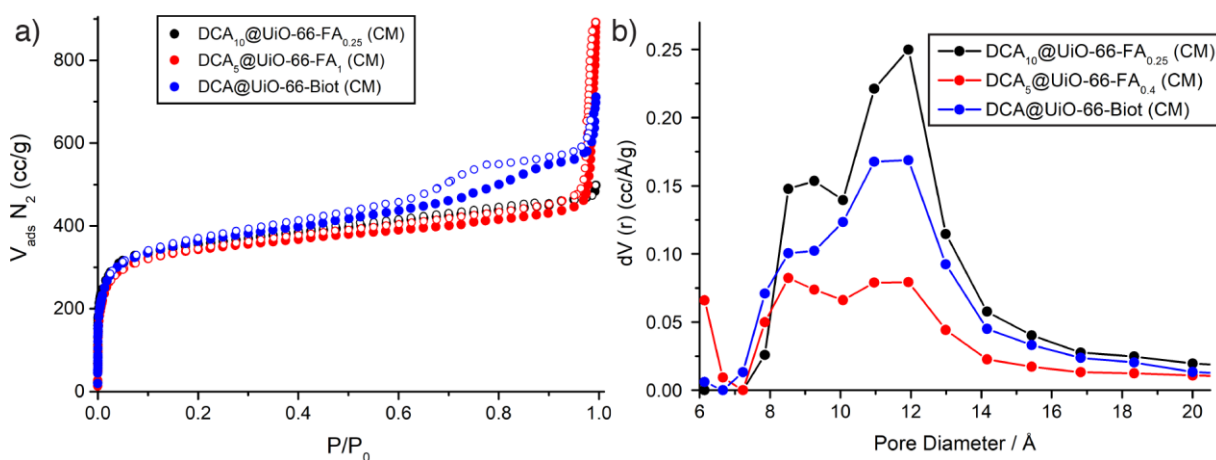 a)
DCA10@UiO-66-FA0.25 (CM)
DCA5@UiO-66-FA1 (CM)
DCA@UiO-66-Biot (CM)
800
600
400
200
0
Vads N2 (cc/g)
0.0 0.2 0.4 0.6 0.8 1.0
P/P0
b)
DCA10@UiO-66-FA0.25 (CM)
DCA5@UiO-66-FA0.4 (CM)
DCA@UiO-66-Biot (CM)
0.25
0.20
0.15
0.10
0.05
0.00
dV (r) (cc/Å/g)
6 8 10 12 14 16 18 20
Pore Diameter / Å